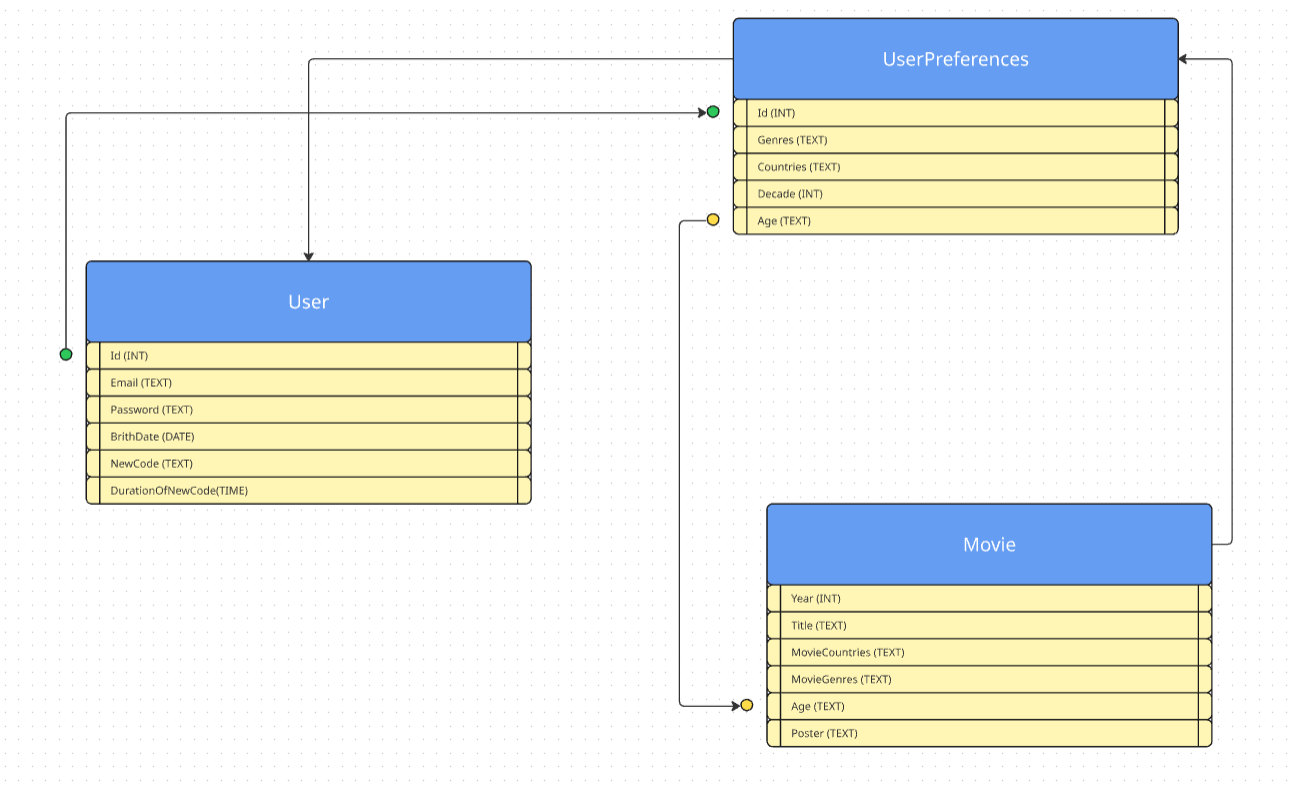 UserPreferences
Id (INT)
Genres (TEXT)
Countries (TEXT)
Decade (INT)
Age (TEXT)
User
Id (INT)
Email (TEXT)
Password (TEXT)
BrithDate (DATE)
NewCode (TEXT)
DurationOfNewCode(TIME)
Movie
Year (INT)
Title (TEXT)
MovieCountries (TEXT)
MovieGenres (TEXT)
Age (TEXT)
Poster (TEXT)